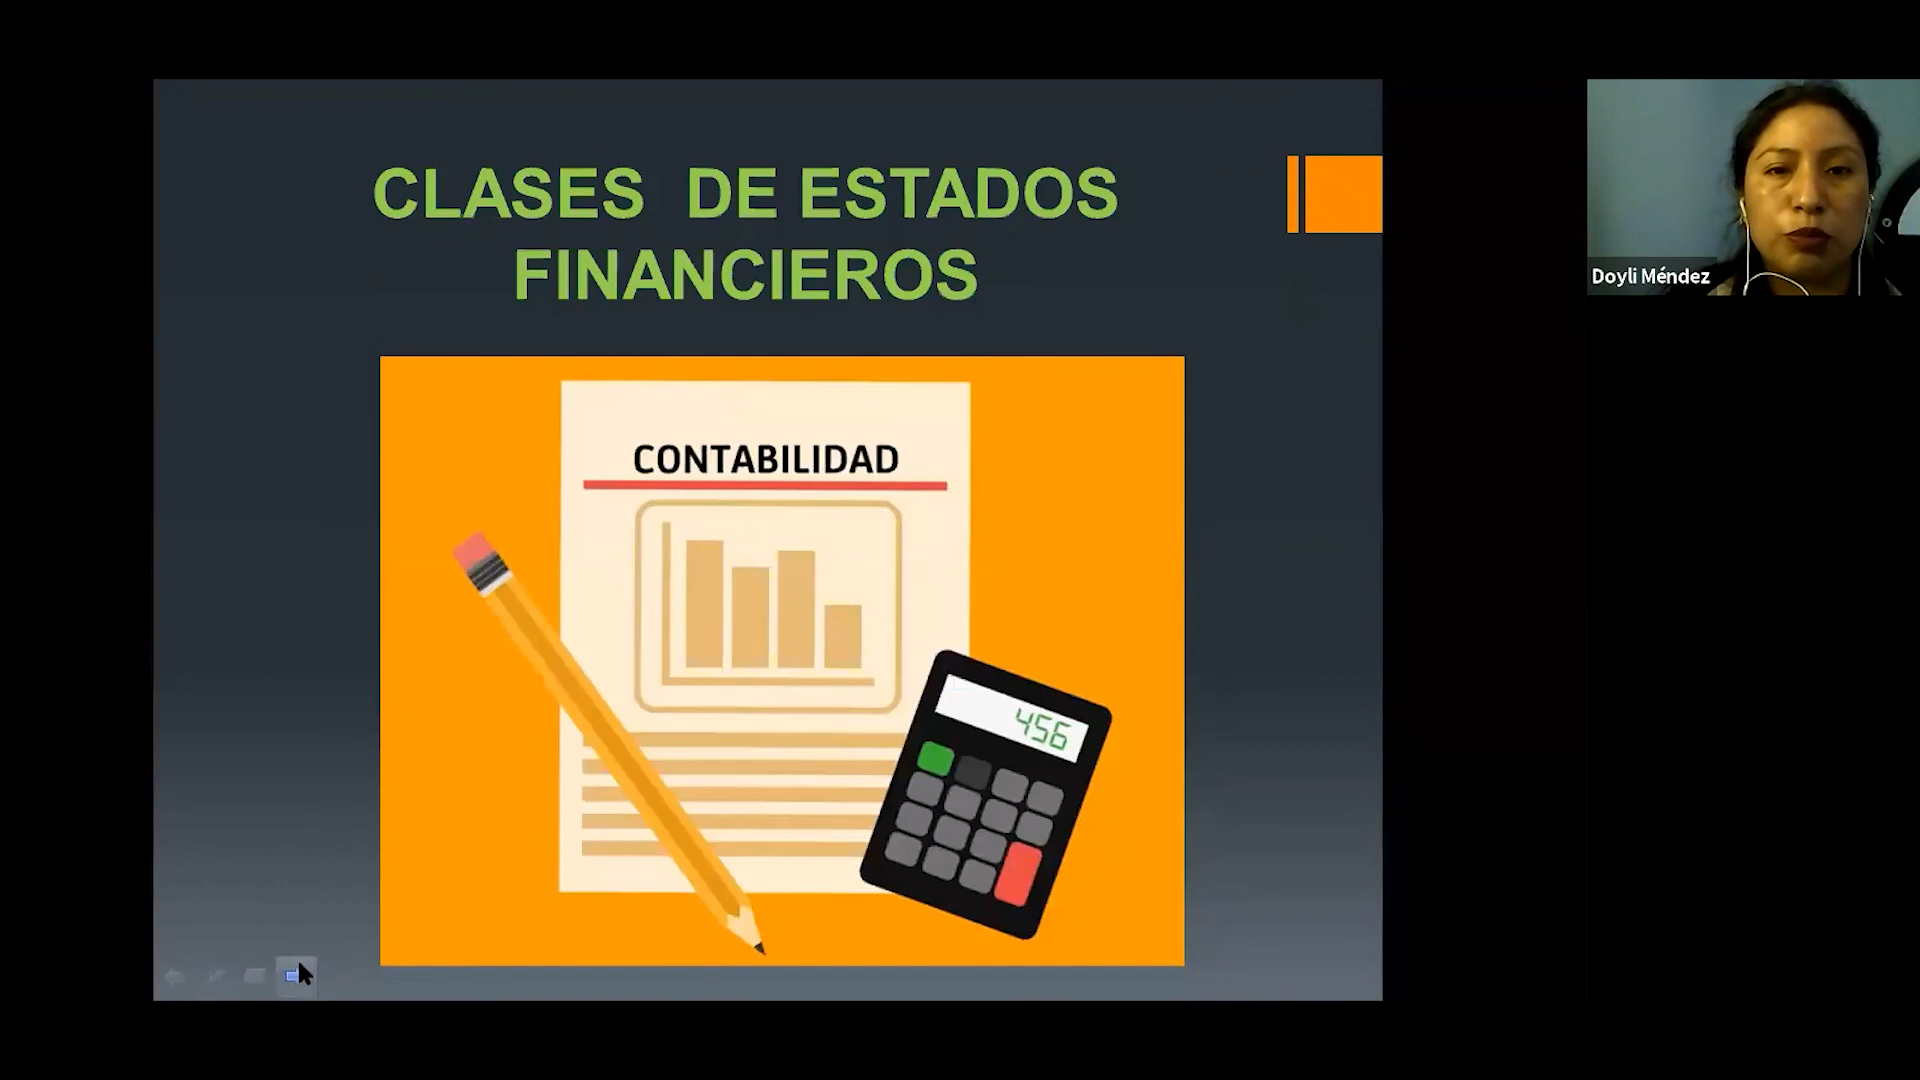 CLASES  DE ESTADOS
FINANCIEROS
CONTABILIDAD
456
Doyli Méndez